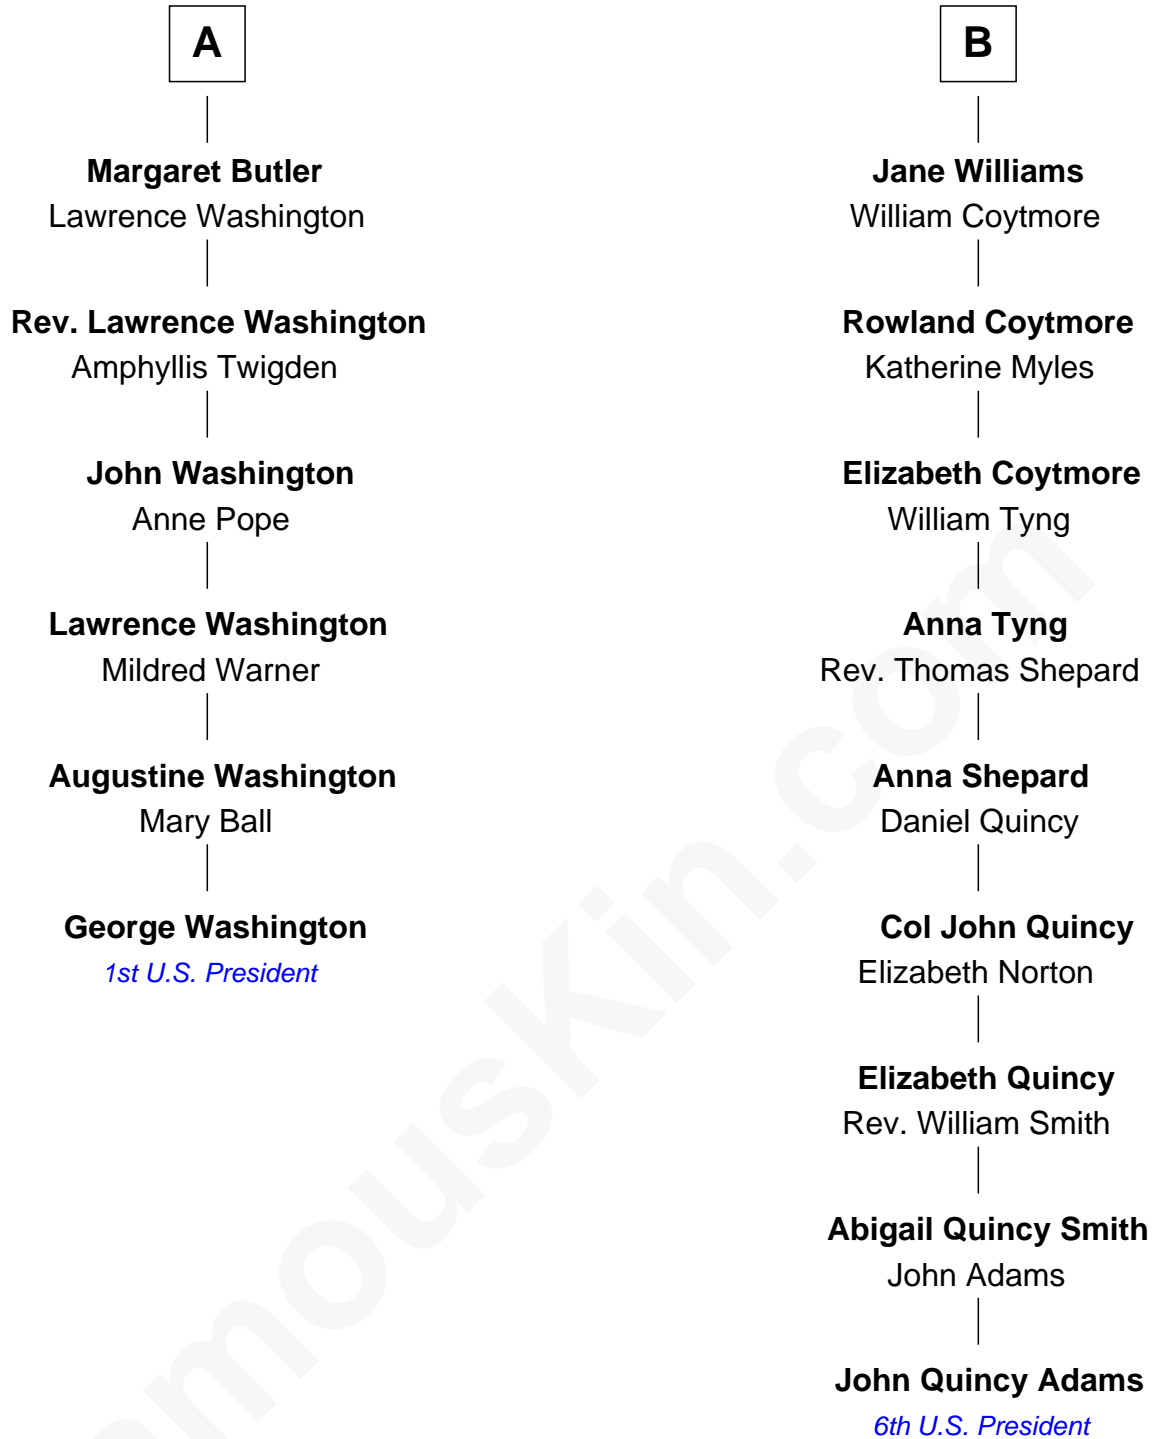 A
Margaret Butler
Lawrence Washington
Rev. Lawrence Washington
Amphyllis Twigden
John Washington
Anne Pope
Lawrence Washington
Mildred Warner
Augustine Washington
Mary Ball
George Washington
1st U.S. President
B
Jane Williams
William Coytmore
Rowland Coytmore
Katherine Myles
Elizabeth Coytmore
William Tyng
Anna Tyng
Rev. Thomas Shepard
Anna Shepard
Daniel Quincy
Col John Quincy
Elizabeth Norton
Elizabeth Quincy
Rev. William Smith
Abigail Quincy Smith
John Adams
John Quincy Adams
6th U.S. President
amouskin.com